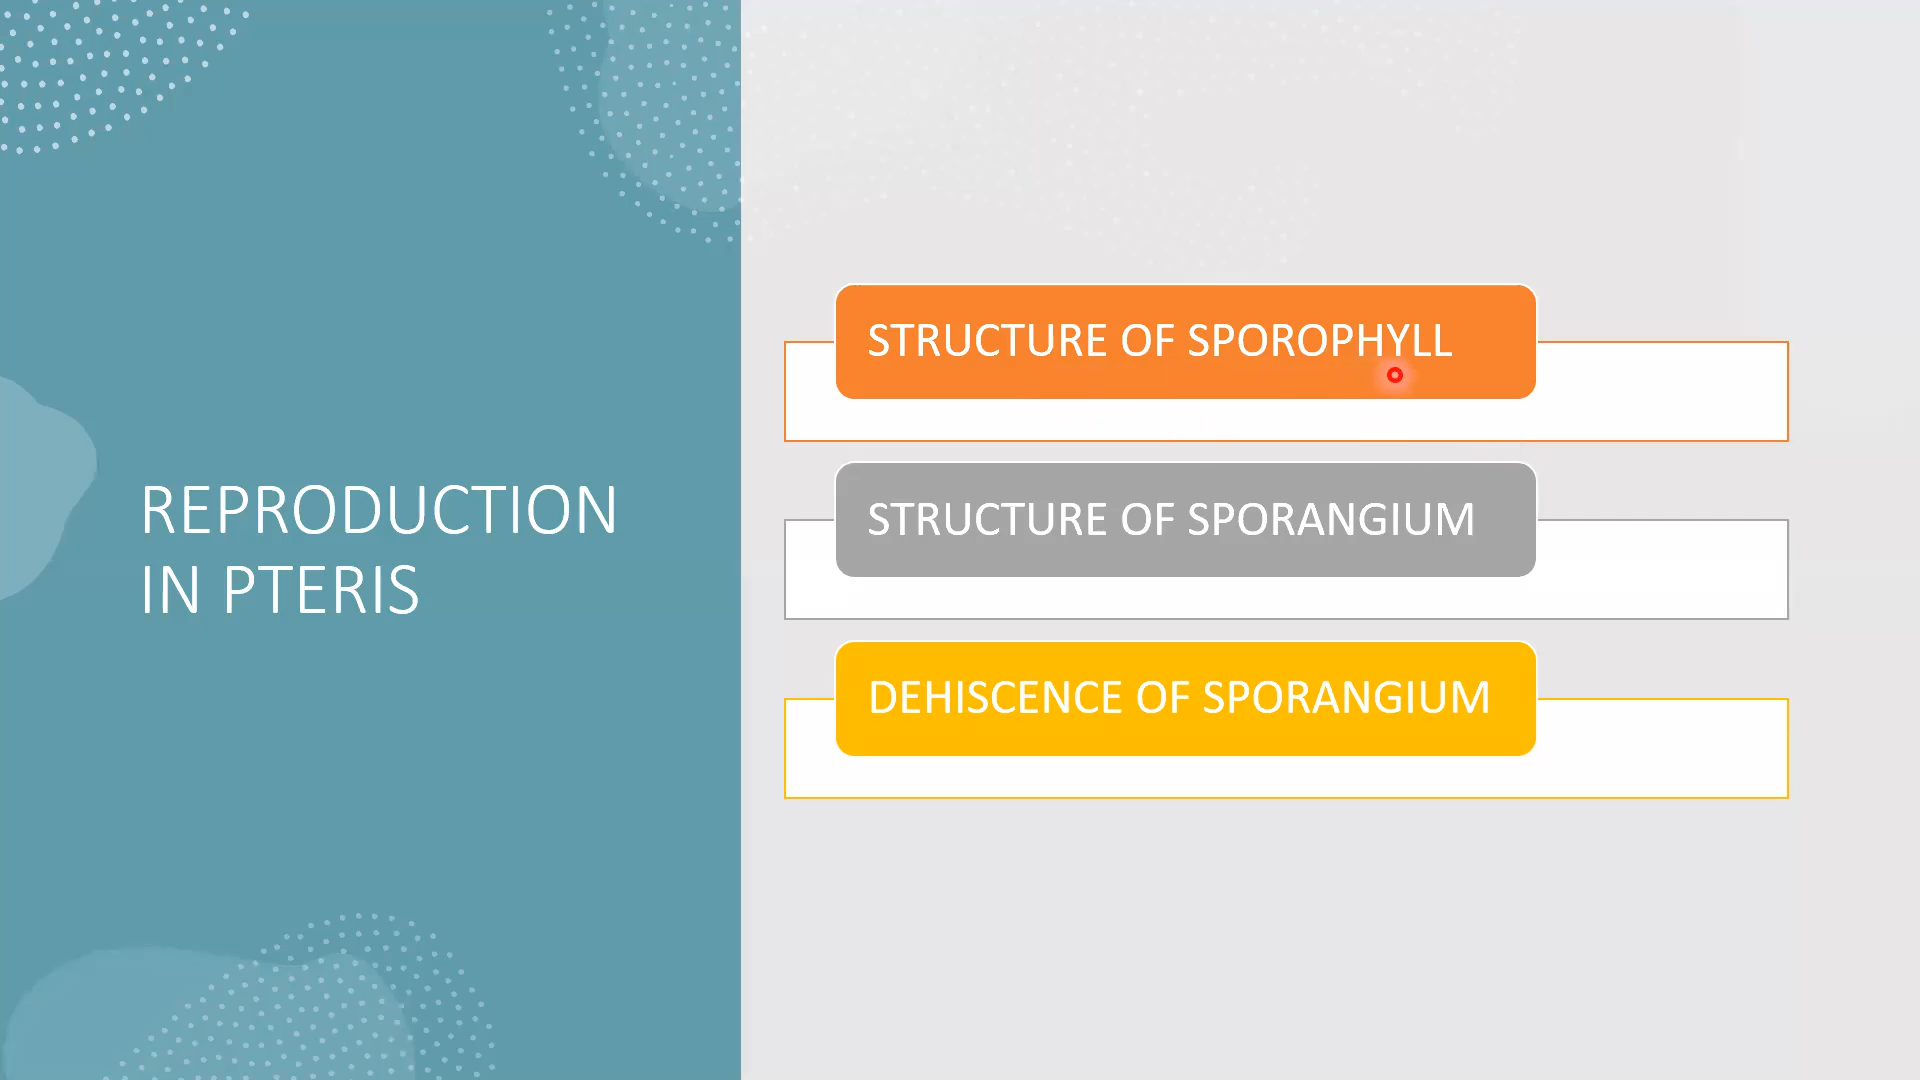 REPRODUCTION
IN PTERIS
STRUCTURE OF SPOROPHYLL
STRUCTURE OF SPORANGIUM
DEHISCENCE OF SPORANGIUM